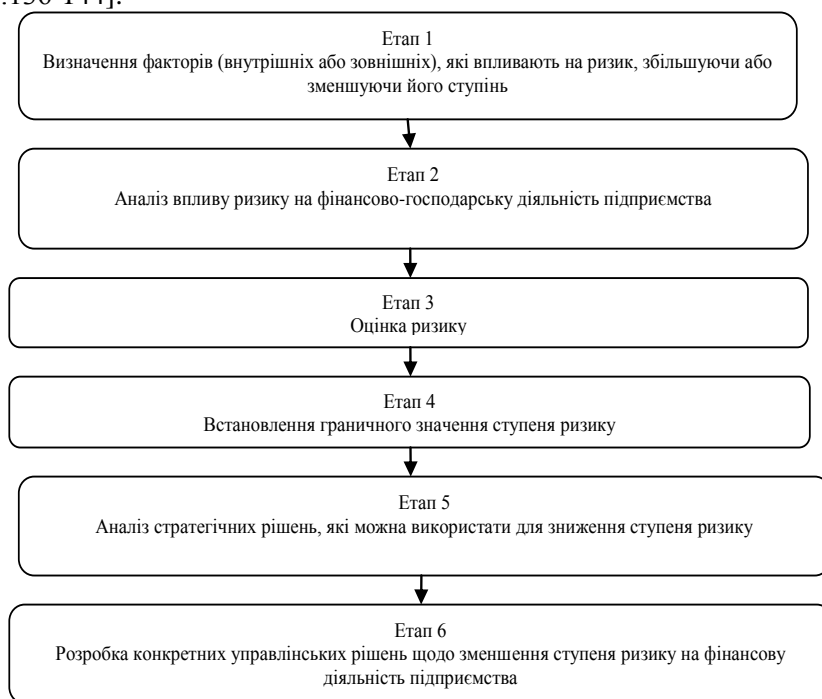 Етап 1
Визначення факторів (внутрішніх або зовнішніх), які впливають на ризик, збільшуючи або
зменшуючи його ступінь
Етап 2
Аналіз впливу ризику на фінансово-господарську діяльність підприємства
Етап 3
Оцінка ризику
Етап 4
Встановлення граничного значення ступеня ризику
Етап 5
Аналіз стратегічних рішень, які можна використати для зниження ступеня ризику
Етап 6
Розробка конкретних управлінських рішень щодо зменшення ступеня ризику на фінансову
діяльність підприємства